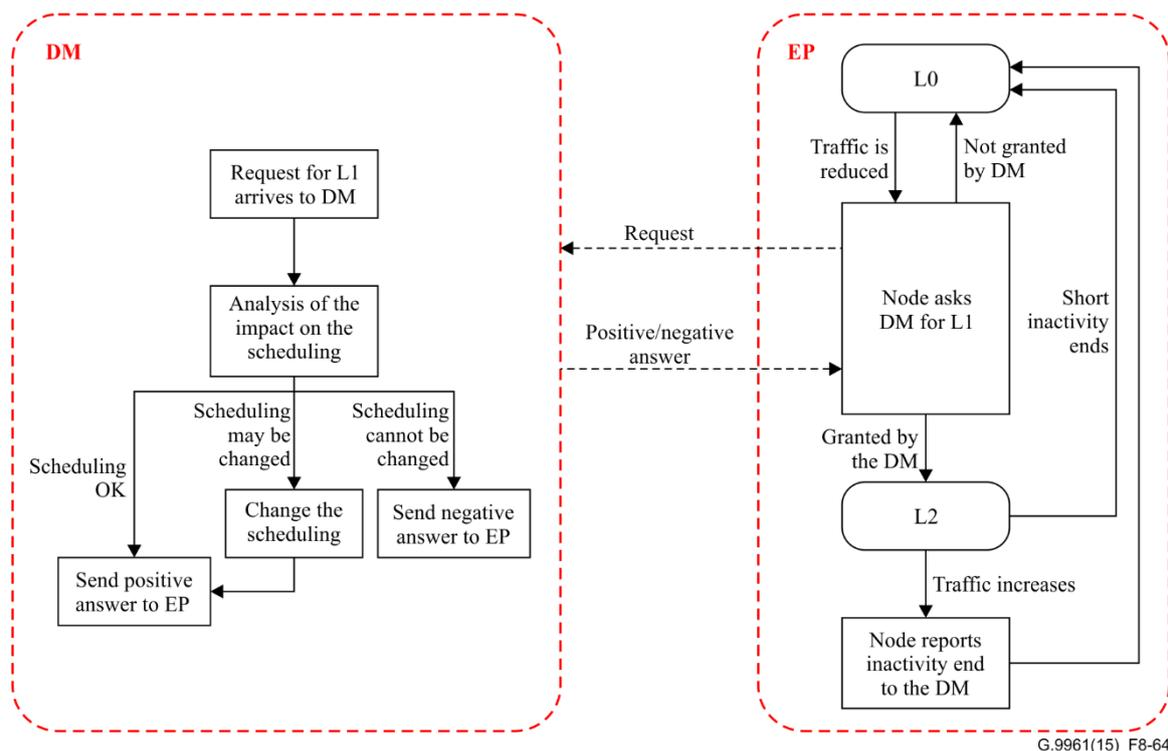 DM
EP
L0
Traffic is
reduced
Not granted
by DM
Request for L1
arrives to DM
Request
Analysis of the
impact on the
scheduling
Node asks
DM for L1
Short
inactivity
ends
Positive/negative
answer
Scheduling
OK
Scheduling
may be
changed
Scheduling
cannot be
changed
Granted by
the DM
Change the
scheduling
Send negative
answer to EP
L2
Send positive
answer to EP
Traffic increases
Node reports
inactivity end
to the DM
G.9961(15)_F8-64